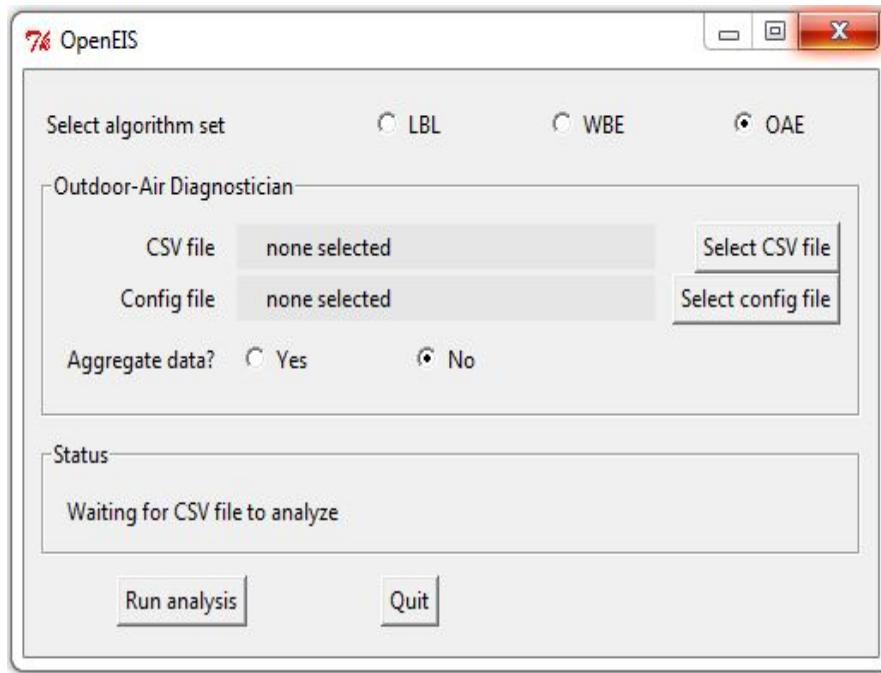 OpenEIS
Select algorithm set LBL WBE OAE
Outdoor-Air Diagnostician
CSV file none selected Select CSV file
Config file none selected Select config file
Aggregate data? Yes No
Status
Waiting for CSV file to analyze
Run analysis Quit